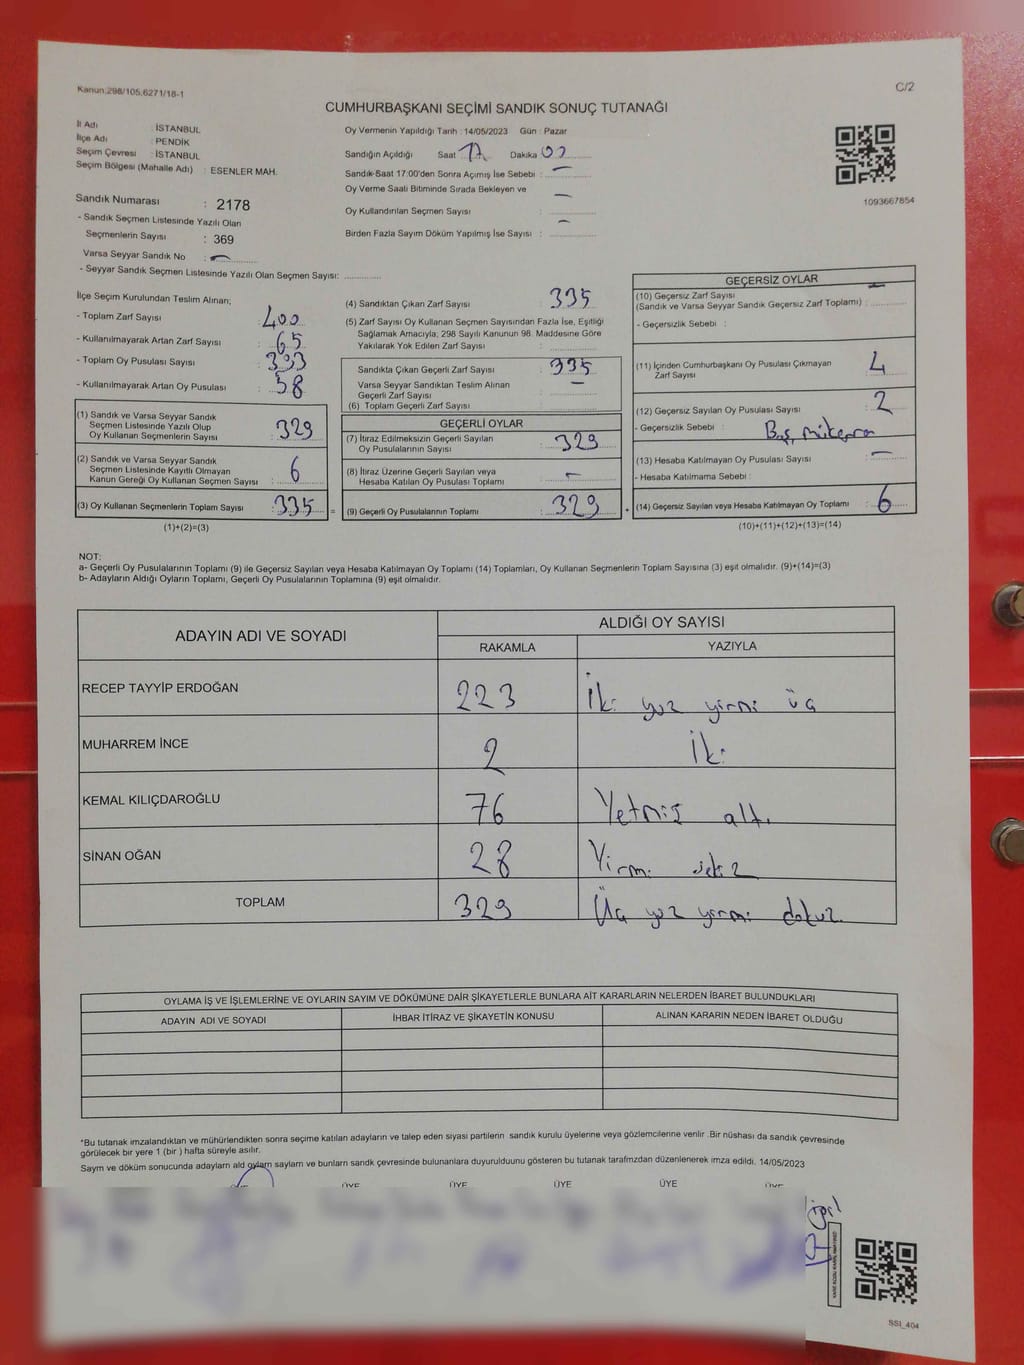 Kanun:298/105,6271/18-1
C/2
CUMHURBAŞKANI SEÇİMİ SANDIK SONUÇ TUTANAĞI
İl Adı : İSTANBUL
İlçe Adı : PENDİK
Seçim Çevresi : İSTANBUL
Seçim Bölgesi (Mahalle Adı) : ESENLER MAH.
Sandık Numarası : 2178
- Sandık Seçmen Listesinde Yazılı Olan
Seçmenlerin Sayısı : 369
Varsa Seyyar Sandık No : —
- Seyyar Sandık Seçmen Listesinde Yazılı Olan Seçmen Sayısı: ..............
Oy Vermenin Yapıldığı Tarih : 14/05/2023 Gün : Pazar
Sandığın Açıldığı Saat 17 Dakika
Sandık Saat 17:00'den Sonra Açımış İse Sebebi : —
Oy Verme Saati Bitiminde Sırada Bekleyen ve —
Oy Kullandırılan Seçmen Sayısı : —
Birden Fazla Sayım Döküm Yapılmış İse Sayısı : ..............
1093667854
İlçe Seçim Kurulundan Teslim Alınan;
- Toplam Zarf Sayısı : 400
- Kullanılmayarak Artan Zarf Sayısı : 65
- Toplam Oy Pusulası Sayısı : 393
- Kullanılmayarak Artan Oy Pusulası : 58
(1) Sandık ve Varsa Seyyar Sandık
Seçmen Listesinde Yazılı Olup
Oy Kullanan Seçmenlerin Sayısı : 329
(2) Sandık ve Varsa Seyyar Sandık
Seçmen Listesinde Kayıtlı Olmayan
Kanun Gereği Oy Kullanan Seçmen Sayısı : 6
(3) Oy Kullanan Seçmenlerin Toplam Sayısı : 335 =
(1)+(2)=(3)
(4) Sandıktan Çıkan Zarf Sayısı : 335
(5) Zarf Sayısı Oy Kullanan Seçmen Sayısından Fazla İse, Eşitliği
Sağlamak Amacıyla; 298 Sayılı Kanunun 98. Maddesine Göre
Yakılarak Yok Edilen Zarf Sayısı : ..............
Sandıkta Çıkan Geçerli Zarf Sayısı : 335
Varsa Seyyar Sandıktan Teslim Alınan —
Geçerli Zarf Sayısı : ..............
(6) Toplam Geçerli Zarf Sayısı : ..............
GEÇERLİ OYLAR
(7) İtiraz Edilmeksizin Geçerli Sayılan
Oy Pusulalarının Sayısı : 329
(8) İtiraz Üzerine Geçerli Sayılan veya
Hesaba Katılan Oy Pusulası Toplamı : —
(9) Geçerli Oy Pusulalarının Toplamı : 329 +
GEÇERSİZ OYLAR
(10) Geçersiz Zarf Sayısı —
(Sandık ve Varsa Seyyar Sandık Geçersiz Zarf Toplamı) : ..............
- Geçersizlik Sebebi :
(11) İçinden Cumhurbaşkanı Oy Pusulası Çıkmayan
Zarf Sayısı : 4
(12) Geçersiz Sayılan Oy Pusulası Sayısı : 2
- Geçersizlik Sebebi : Boş,
(13) Hesaba Katılmayan Oy Pusulası Sayısı : —
- Hesaba Katılmama Sebebi :
(14) Geçersiz Sayılan veya Hesaba Katılmayan Oy Toplamı : 6
(10)+(11)+(12)+(13)=(14)
NOT:
a- Geçerli Oy Pusulalarının Toplamı (9) ile Geçersiz Sayılan veya Hesaba Katılmayan Oy Toplamı (14) Toplamları, Oy Kullanan Seçmenlerin Toplam Sayısına (3) eşit olmalıdır. (9)+(14)=(3)
b- Adayların Aldığı Oyların Toplamı, Geçerli Oy Pusulalarının Toplamına (9) eşit olmalıdır.
ADAYIN ADI VE SOYADI ALDIĞI OY SAYISI
RAKAMLA YAZIYLA
RECEP TAYYİP ERDOĞAN 223 İki yüz yirmi üç
MUHARREM İNCE 2 İki
KEMAL KILIÇDAROĞLU 76 Yetmiş altı
SİNAN OĞAN 28 Yirmi sekiz
TOPLAM 329 Üç yüz yirmi dokuz
OYLAMA İŞ VE İŞLEMLERİNE VE OYLARIN SAYIM VE DÖKÜMÜNE DAİR ŞİKAYETLERLE BUNLARA AİT KARARLARIN NELERDEN İBARET BULUNDUKLARI
ADAYIN ADI VE SOYADI İHBAR İTİRAZ VE ŞİKAYETİN KONUSU ALINAN KARARIN NEDEN İBARET OLDUĞU
*Bu tutanak imzalandıktan ve mühürlendikten sonra seçime katılan adayların ve talep eden siyasi partilerin sandık kurulu üyelerine veya gözlemcilerine verilir .Bir nüshası da sandık çevresinde
görülecek bir yere 1 (bir ) hafta süreyle asılır.
Sayım ve döküm sonucunda adayların ald oyların sayların ve bunların sandk çevresinde bulunanlara duyurulduunu gösteren bu tutanak tarafmzdan düzenlenerek imza edildi. 14/05/2023
ÜYE ÜYE ÜYE ÜYE ÜYE
SSI_404